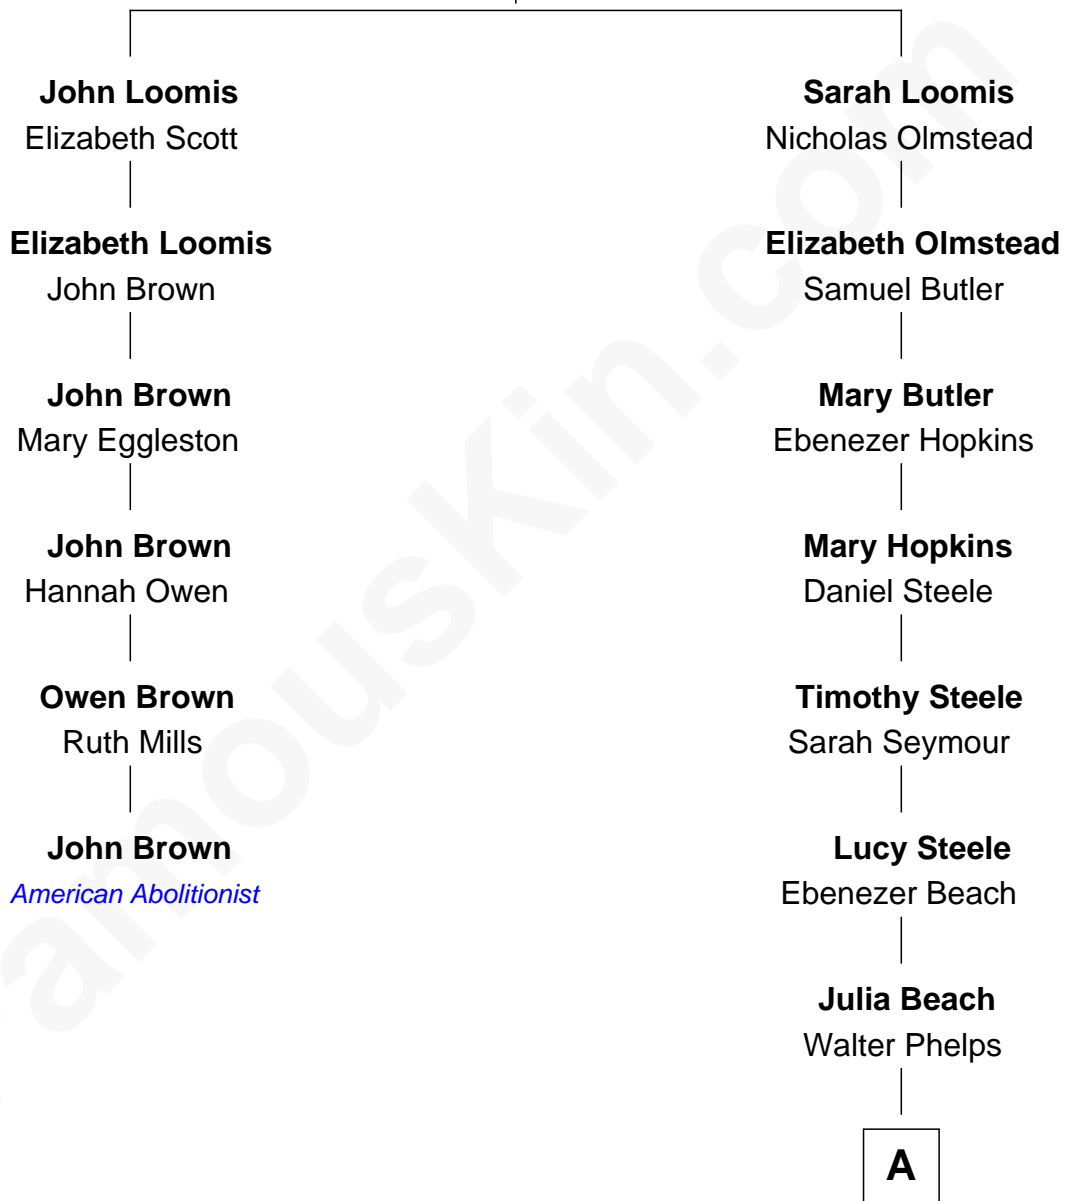 John Loomis
Elizabeth Scott
Elizabeth Loomis
John Brown
John Brown
Mary Eggleston
John Brown
Hannah Owen
Owen Brown
Ruth Mills
John Brown
American Abolitionist
Sarah Loomis
Nicholas Olmstead
Elizabeth Olmstead
Samuel Butler
Mary Butler
Ebenezer Hopkins
Mary Hopkins
Daniel Steele
Timothy Steele
Sarah Seymour
Lucy Steele
Ebenezer Beach
Julia Beach
Walter Phelps
A
amouskin.com